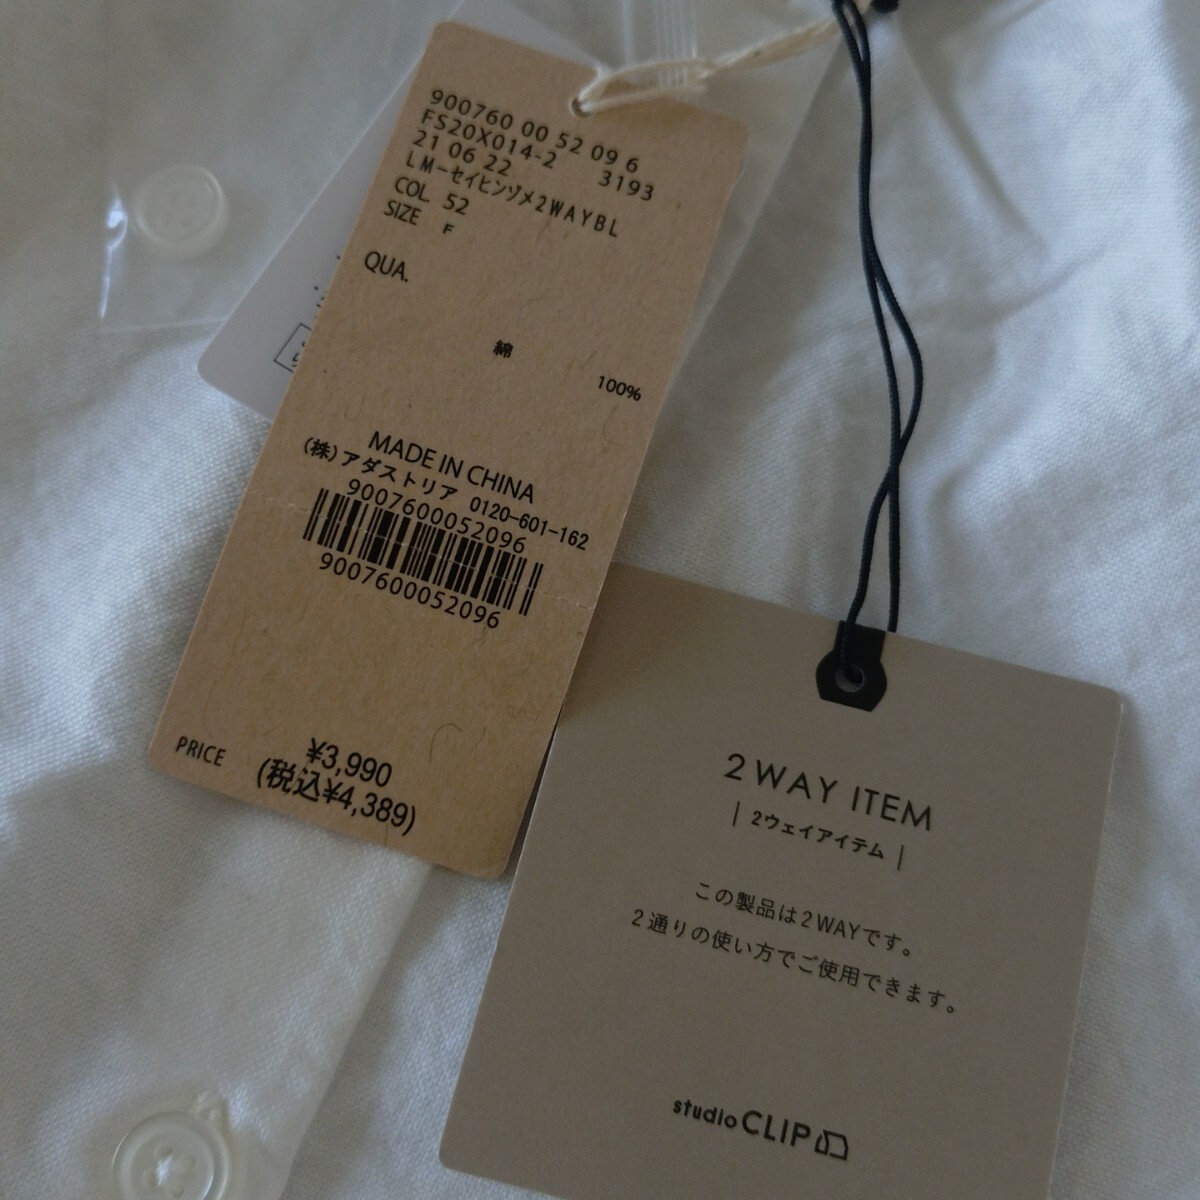 900760 00 52 09 6
FS20X014-2
21 06 22 3193
LM-セイヒンゾメ2WAYBL
COL. 52
SIZE F
QUA.
綿
100%
MADE IN CHINA
(株)アダストリア 0120-601-162
9007600052096
9007600052096
PRICE ¥3,990
(税込¥4,389)
2WAY ITEM
| 2ウェイアイテム |
この製品は2WAYです。
2通りの使い方でご使用できます。
studio CLIP